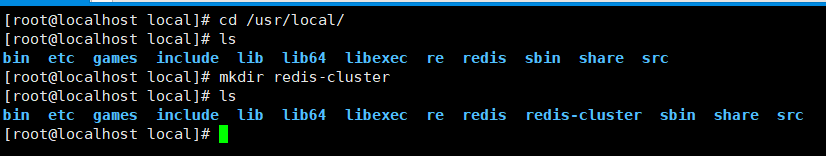 [root@localhost local]# cd /usr/local/
[root@localhost local]# ls
bin etc games include lib lib64 libexec re redis sbin share src
[root@localhost local]# mkdir redis-cluster
[root@localhost local]# ls
bin etc games include lib lib64 libexec re redis redis-cluster sbin share src
[root@localhost local]#